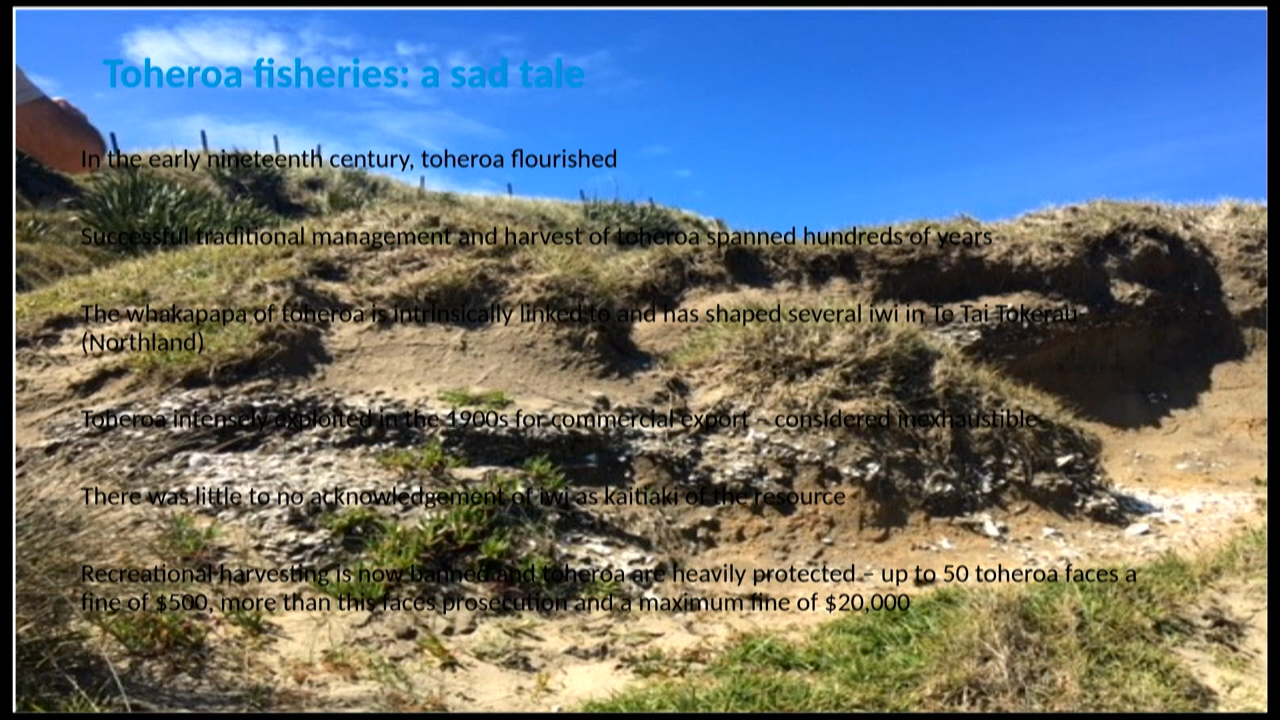 Toheroa fisheries: a sad tale
In the early nineteenth century, toheroa flourished
Successful traditional management and harvest of toheroa spanned hundreds of years
The whakapapa of toheroa is intrinsically linked to and has shaped several iwi in Te Tai Tokerau
(Northland)
Toheroa intensely exploited in the 1900s for commercial export – considered inexhaustible
There was little to no acknowledgement of iwi as kaitiaki of the resource
Recreational harvesting is now banned and toheroa are heavily protected – up to 50 toheroa faces a
fine of $500, more than this faces prosecution and a maximum fine of $20,000